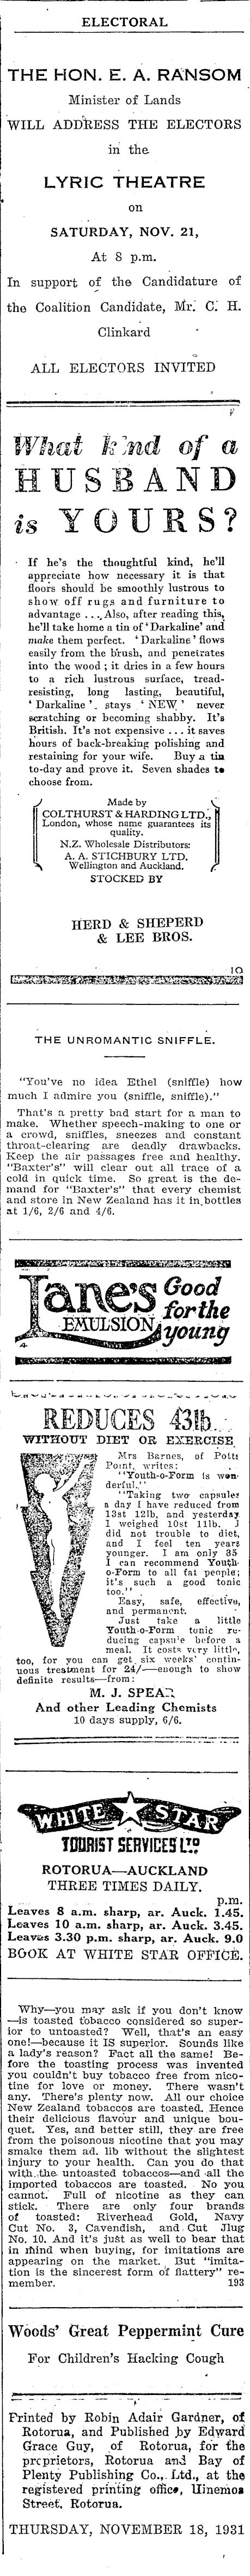 ELECTORAL
THE HON. E. A. RANSOM
Minister of Lands
WILL ADDRESS THE ELECTORS
in the
LYRIC THEATRE
on
SATURDAY, NOV. 21,
At 8 p.m.
In support of the Candidature of
the Coalition Candidate, Mr. C. H.
Clinkard
ALL ELECTORS INVITED
What kind of a
HUSBAND
is YOURS?
If he's the thoughtful kind, he'll
appreciate how necessary it is that
floors should be smoothly lustrous to
show off rugs and furniture to
advantage . . . Also, after reading this,
he'll take home a tin of 'Darkaline' and
make them perfect. 'Darkaline' flows
easily from the brush, and penetrates
into the wood ; it dries in a few hours
to a rich lustrous surface, tread-
resisting, long lasting, beautiful,
'Darkaline'. stays 'NEW' never
scratching or becoming shabby. It's
British. It's not expensive . . . it saves
hours of back-breaking polishing and
restaining for your wife. Buy a tin
to-day and prove it. Seven shades to
choose from.
Made by
COLTHURST & HARDING LTD.,
London, whose name guarantees its
quality.
N.Z. Wholesale Distributors:
A. A. STICHBURY LTD.
Wellington and Auckland.
STOCKED BY
HERD & SHEPERD
& LEE BROS.
10
THE UNROMANTIC SNIFFLE.
"You've no idea Ethel (sniffle) how
much I admire you (sniffle, sniffle)."
That's a pretty bad start for a man to
make. Whether speech-making to one or
a crowd, sniffles, sneezes and constant
throat-clearing are deadly drawbacks.
Keep the air passages free and healthy.
"Baxter's" will clear out all trace of a
cold in quick time. So great is the de-
mand for "Baxter's" that every chemist
and store in New Zealand has it in bottles
at 1/6, 2/6 and 4/6.
Lane's
EMULSION
Good
for the
young
REDUCES 43lb.
WITHOUT DIET OR EXERCISE
Mrs Barnes, of Potts
Point, writes:
"Youth-o-Form is won-
derful."
"Taking two capsules
a day I have reduced from
13st 12lb, and yesterday
I weighed 10st 11lb. I
did not trouble to diet,
and I feel ten years
younger. I am only 35.
I can recommend Youth-
o-Form to all fat people;
it's such a good tonic
too."
Easy, safe, effective,
and permanent.
Just take a little
Youth-o-Form tonic re-
ducing capsule before a
meal. It costs very little,
too, for you can get six weeks' contin-
uous treatment for 24/—enough to show
definite results—from:
M. J. SPEAR
And other Leading Chemists
10 days supply, 6/6.
WHITE STAR
TOURIST SERVICES LTD
ROTORUA—AUCKLAND
THREE TIMES DAILY.
p.m.
Leaves 8 a.m. sharp, ar. Auck. 1.45.
Leaves 10 a.m. sharp, ar. Auck. 3.45.
Leaves 3.30 p.m. sharp, ar. Auck. 9.0
BOOK AT WHITE STAR OFFICE.
Why—you may ask if you don't know
—is toasted tobacco considered so super-
ior to untoasted? Well, that's an easy
one!—because it IS superior. Sounds like
a lady's reason? Fact all the same! Be-
fore the toasting process was invented
you couldn't buy tobacco free from nico-
tine for love or money. There wasn't
any. There's plenty now. All our choice
New Zealand tobaccos are toasted. Hence
their delicious flavour and unique bou-
quet. Yes, and better still, they are free
from the poisonous nicotine that you may
smoke them ad. lib without the slightest
injury to your health. Can you do that
with the untoasted tobaccos—and all the
imported tobaccos are toasted. No you
cannot. Full of nicotine as they can
stick. There are only four brands
of toasted: Riverhead Gold, Navy
Cut No. 3, Cavendish, and Cut Jlug
No. 10. And it's just as well to bear that
in mind when buying, for imitations are
appearing on the market. But "imita-
tion is the sincerest form of flattery" re-
member. 193
Woods' Great Peppermint Cure
For Children's Hacking Cough
Printed by Robin Adair Gardner, of
Rotorua, and Published by Edward
Grace Guy, of Rotorua, for the
proprietors, Rotorua and Bay of
Plenty Publishing Co., Ltd., at the
registered printing office, Hinemoa
Street, Rotorua.
THURSDAY, NOVEMBER 18, 1931